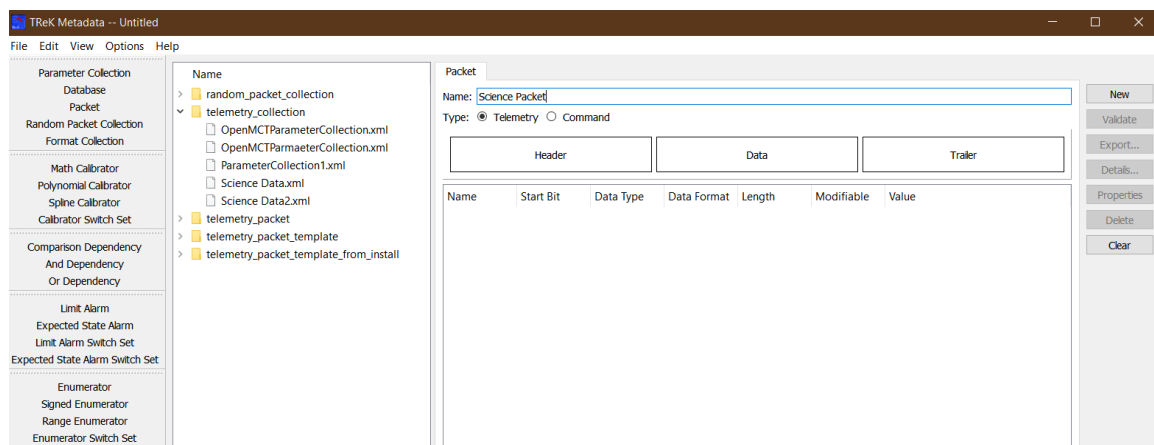 TReK Metadata -- Untitled
File Edit View Options Help
Parameter Collection
Database
Packet
Random Packet Collection
Format Collection
Math Calibrator
Polynomial Calibrator
Spline Calibrator
Calibrator Switch Set
Comparison Dependency
And Dependency
Or Dependency
Limit Alarm
Expected State Alarm
Limit Alarm Switch Set
Expected State Alarm Switch Set
Enumerator
Signed Enumerator
Range Enumerator
Enumerator Switch Set
Name
random_packet_collection
telemetry_collection
OpenMCTParameterCollection.xml
OpenMCTParmaeterCollection.xml
ParameterCollection1.xml
Science Data.xml
Science Data2.xml
telemetry_packet
telemetry_packet_template
telemetry_packet_template_from_install
Packet
Name: Science Packet
Type: Telemetry Command
Header Data Trailer
Name Start Bit Data Type Data Format Length Modifiable Value
New
Validate
Export...
Details...
Properties
Delete
Clear